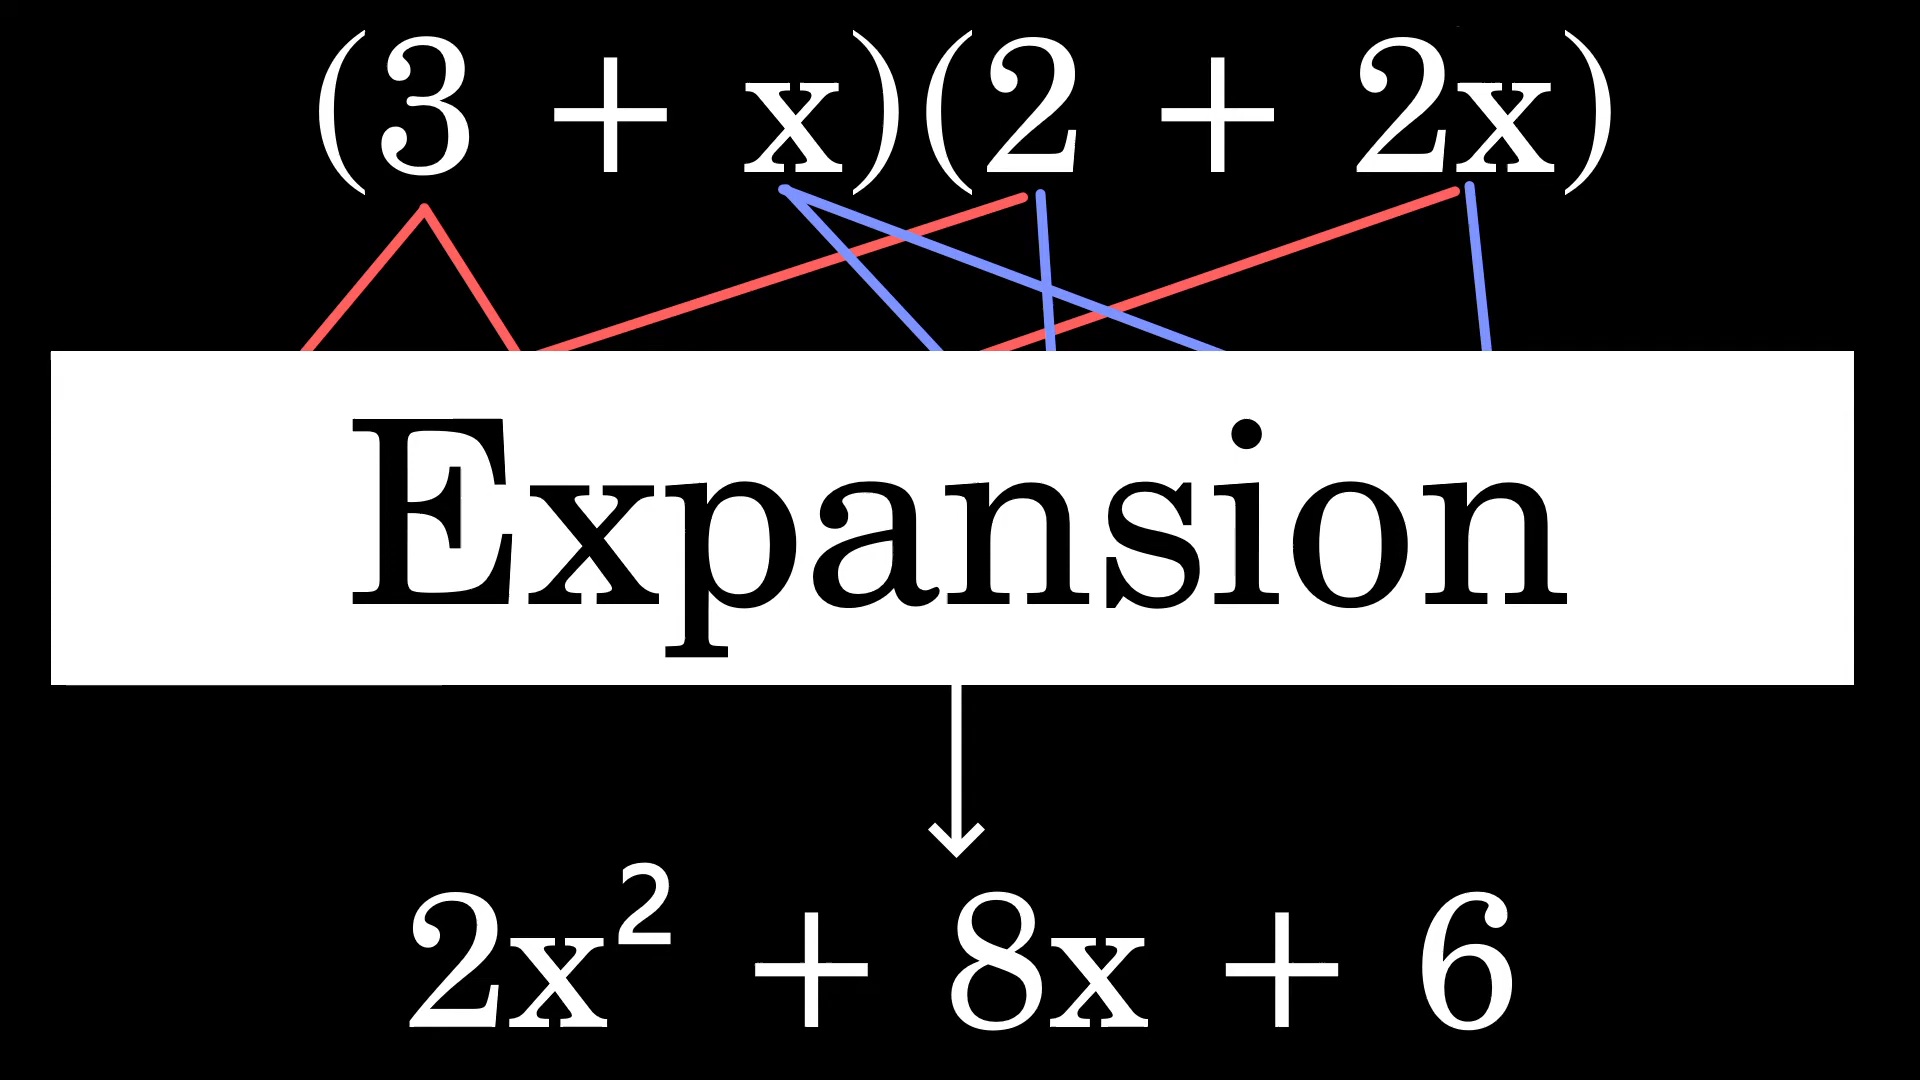 (3 + x)(2 + 2x)
Expansion
2x² + 8x + 6